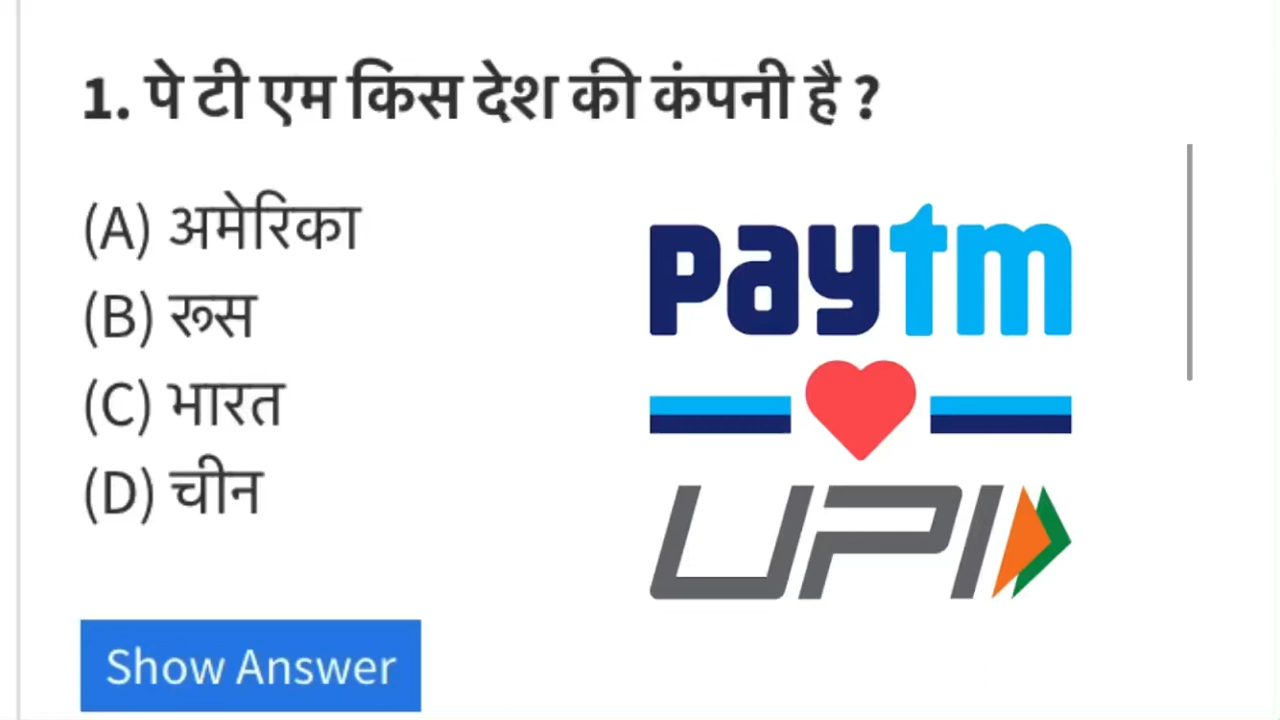 1. पे टी एम किस देश की कंपनी है ?
(A) अमेरिका
(B) रूस
(C) भारत
(D) चीन
paytm
UPI
Show Answer